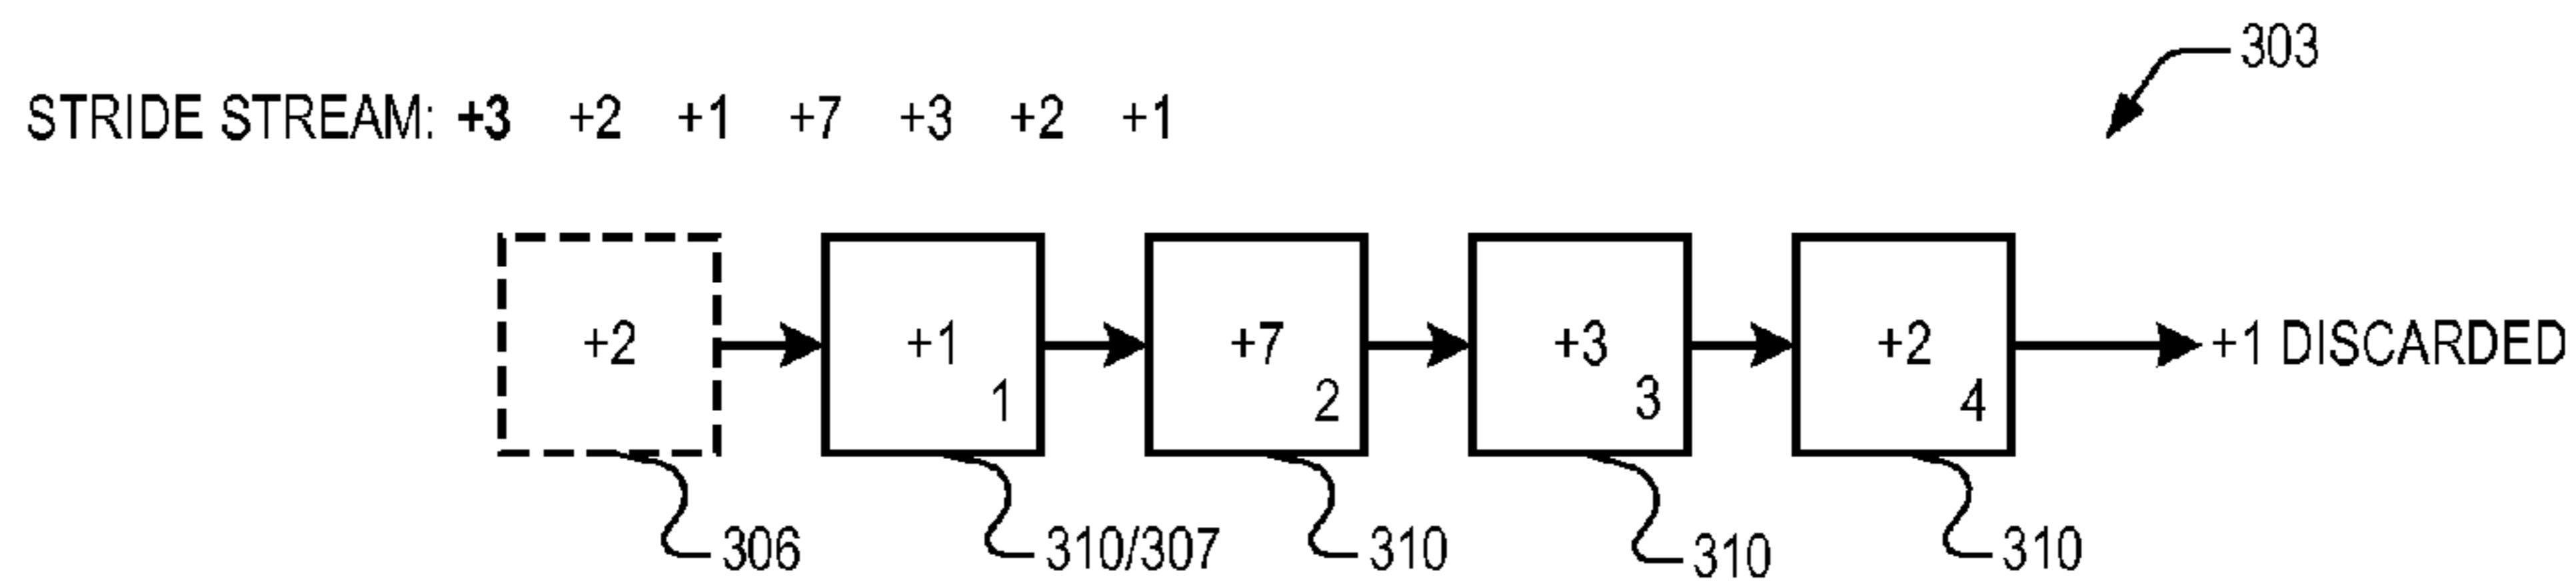 303
STRIDE STREAM: +3 +2 +1 +7 +3 +2 +1
+2 +1 +7 +3 +2 +1 DISCARDED
1 2 3 4
306 310/307 310 310 310